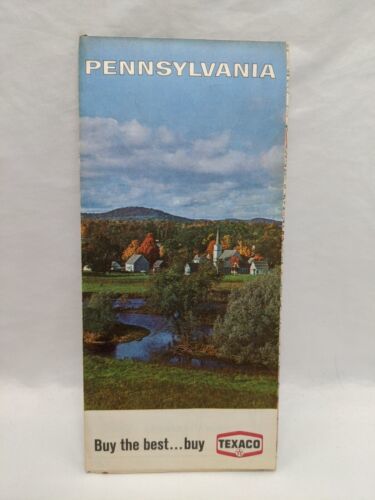 PENNSYLVANIA
Buy the best...buy TEXACO